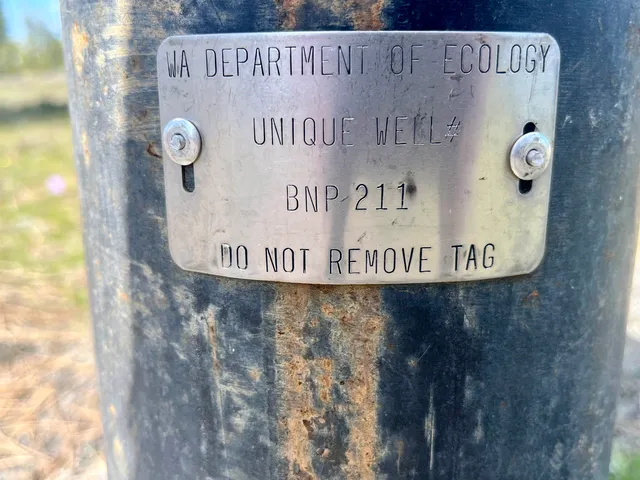 WA DEPARTMENT OF ECOLOGY
UNIQUE WELL#
BNP 211
DO NOT REMOVE TAG